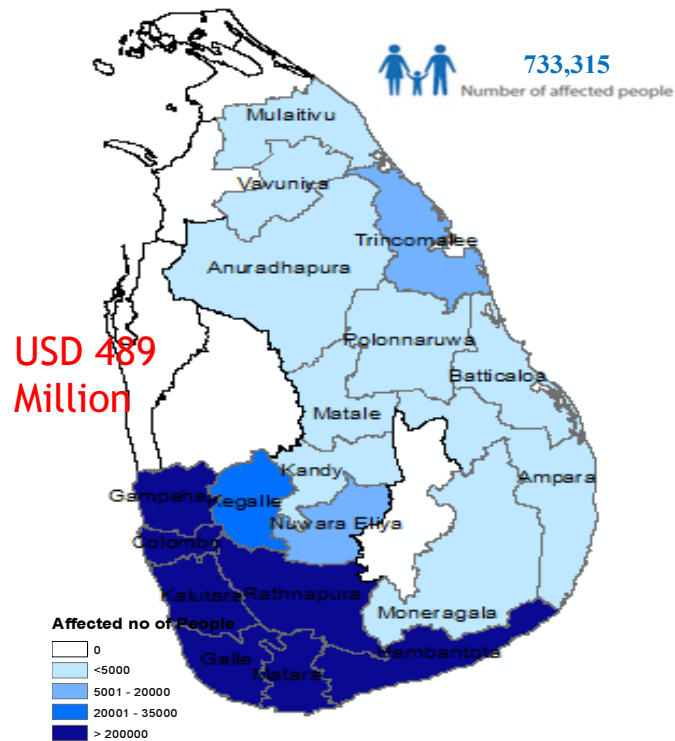 733,315
Number of affected people
Mulaitivu
Vavuniya
Trincomalee
Anuradhapura
Polonnaruwa
USD 489
Million
Batticaloa
Matale
Kandy
Ampara
Gampaha
Kegalle
Nuwara Eliya
Colombo
Kalutara
Rathnapura
Moneragala
Affected no of People
Hambantota
Galle
Matara
0
<5000
5001 - 20000
20001 - 35000
> 200000